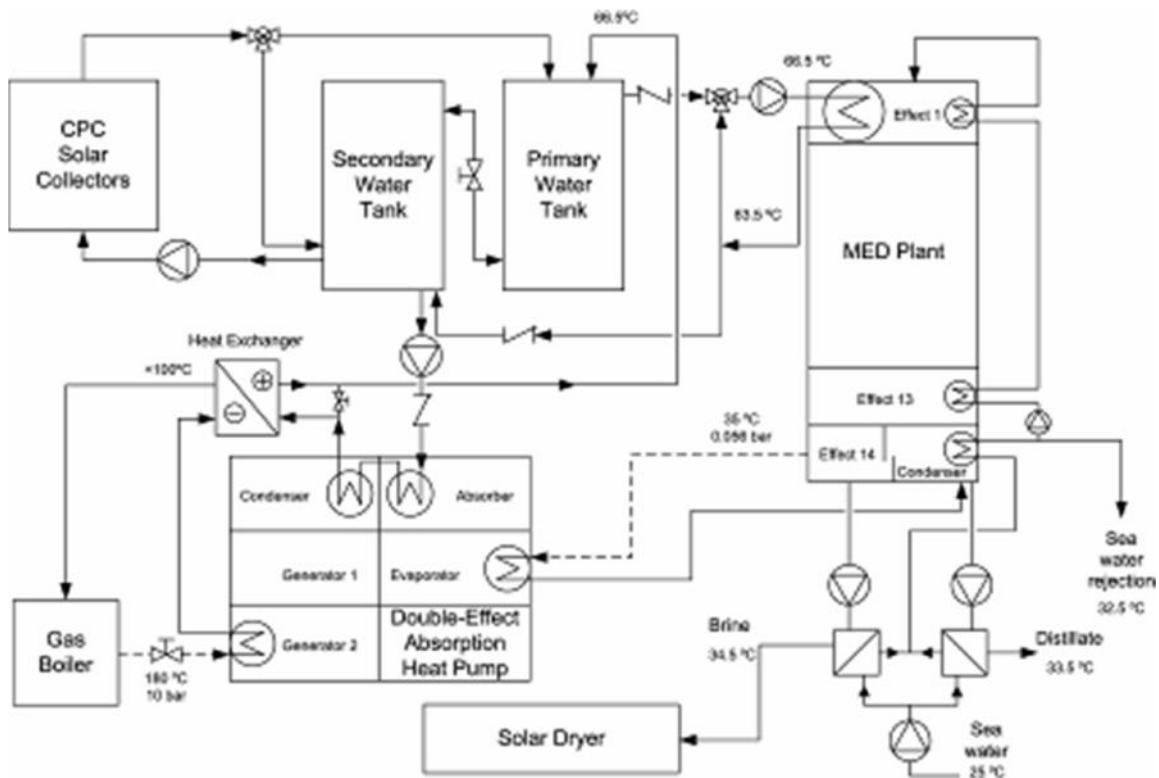 66.5ºC
66.5 ºC
CPC
Solar
Collectors
Secondary
Water
Tank
Primary
Water
Tank
Effect 1
63.5 ºC
MED Plant
Heat Exchanger
<100ºC
Effect 13
35 ºC
0.056 bar
Effect 14
Condenser
Condenser
Absorber
Generator 1
Evaporator
Sea
water
rejection
32.5 ºC
Gas
Boiler
Generator 2
Double-Effect
Absorption
Heat Pump
180 ºC
10 bar
Brine
34.5 ºC
Distillate
33.5 ºC
Solar Dryer
Sea
water
25 ºC